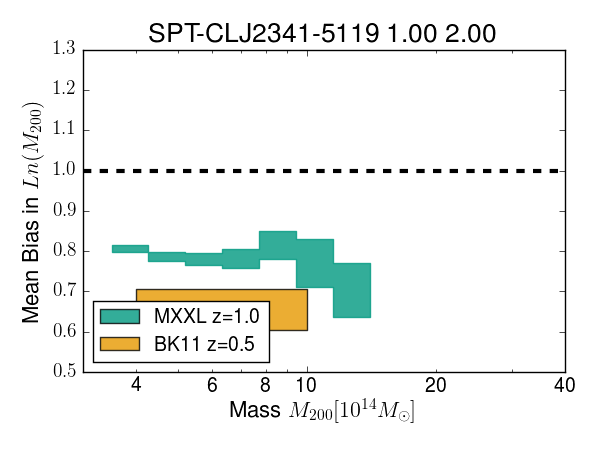 SPT-CLJ2341-5119 1.00 2.00
1.3
1.2
1.1
1.0
0.9
0.8
0.7
0.6
0.5
Mean Bias in Ln(M₂₀₀)
MXXL z=1.0
BK11 z=0.5
4 6 8 10 20 40
Mass M₂₀₀[10¹⁴M☉]